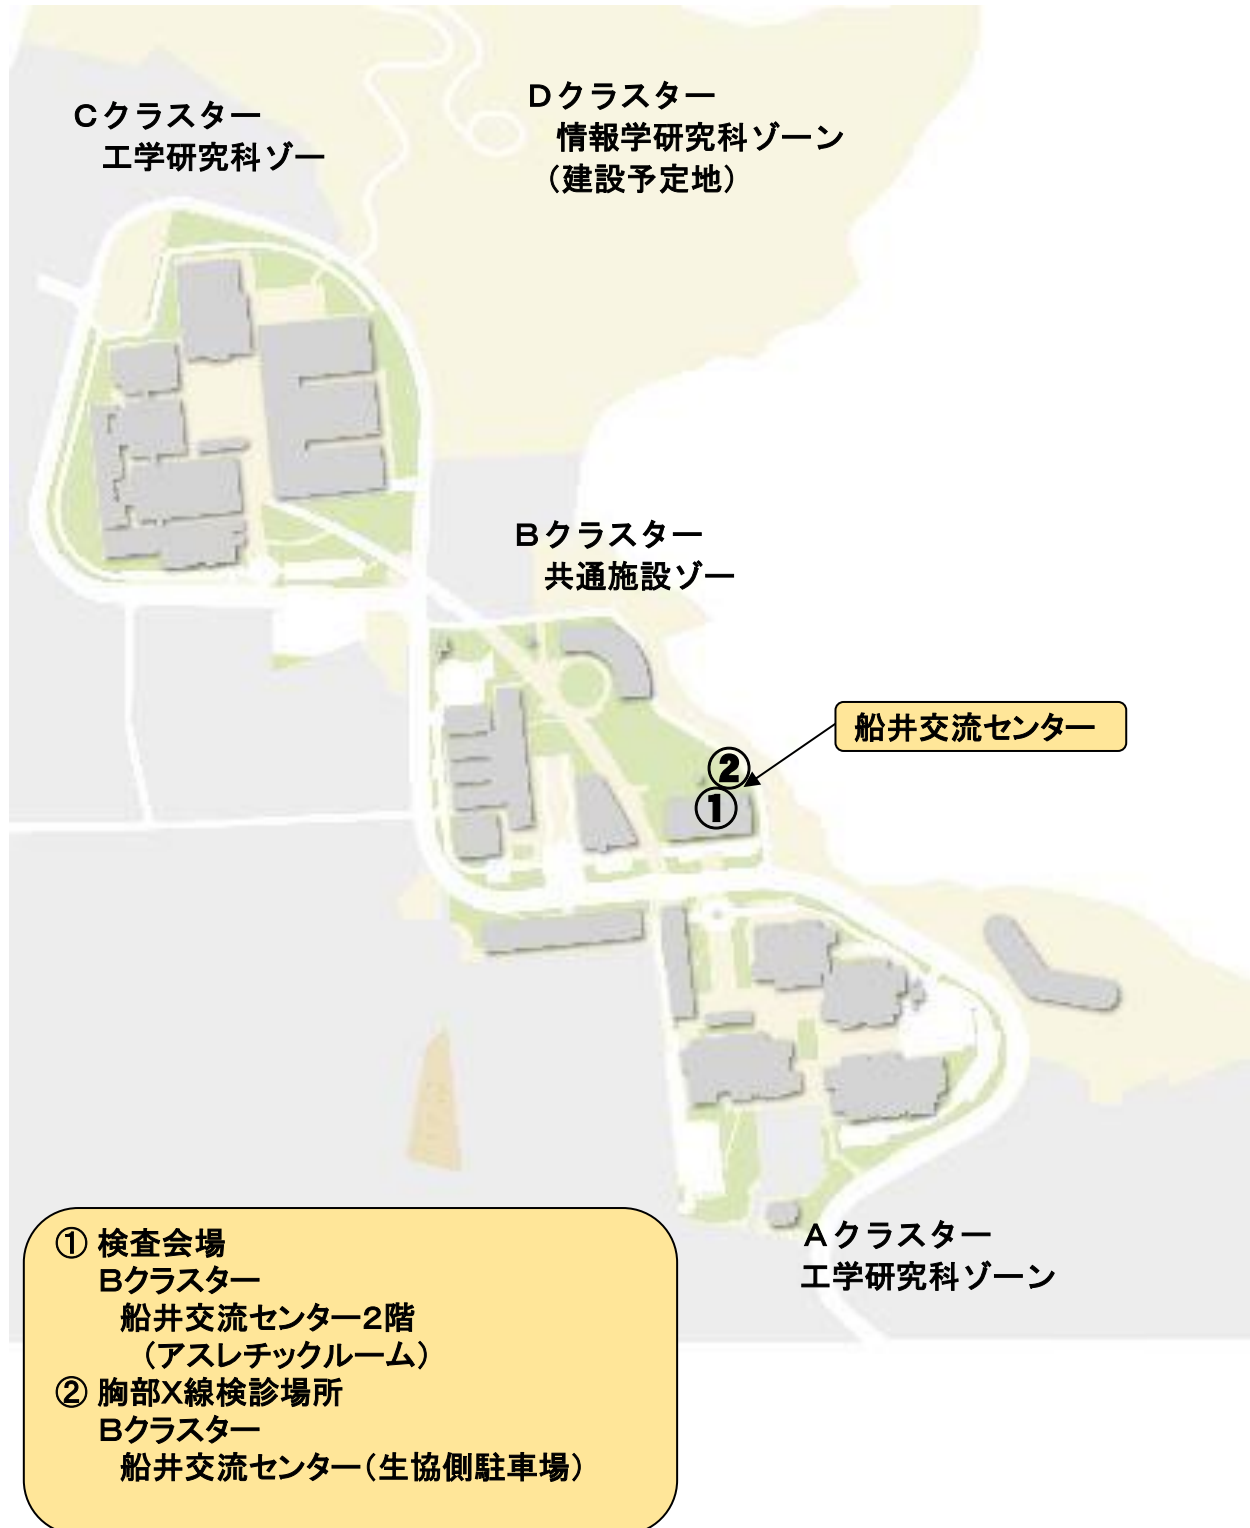 Cクラスター
工学研究科ゾー
Dクラスター
情報学研究科ゾーン
（建設予定地）
Bクラスター
共通施設ゾー
船井交流センター
②
①
Aクラスター
工学研究科ゾーン
① 検査会場
Bクラスター
船井交流センター2階
（アスレチックルーム）
② 胸部X線検診場所
Bクラスター
船井交流センター（生協側駐車場）